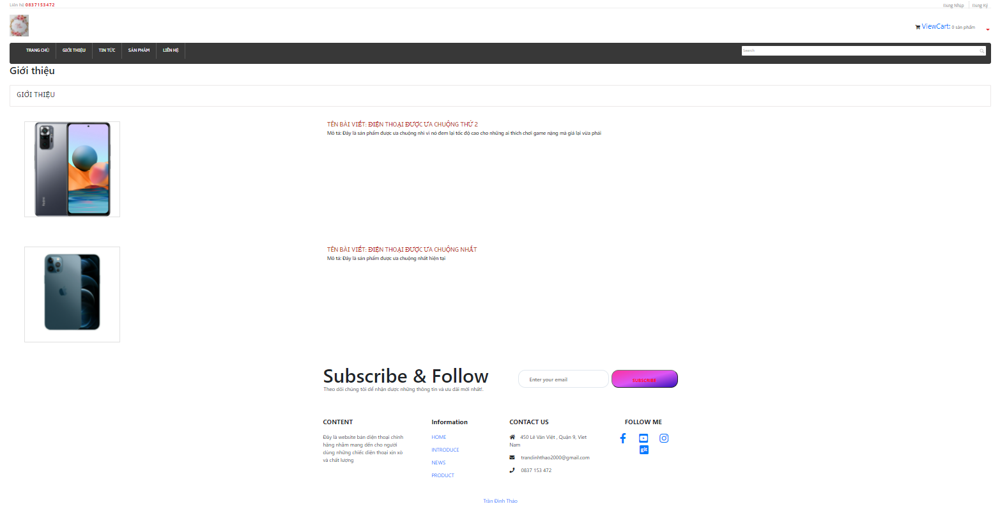 Liên hệ 0837153472
Đăng Nhập
Đăng Ký
ViewCart: 0 sản phẩm
TRANG CHỦ
GIỚI THIỆU
TIN TỨC
SẢN PHẨM
LIÊN HỆ
Search
Giới thiệu
GIỚI THIỆU
TÊN BÀI VIẾT: ĐIỆN THOẠI ĐƯỢC ƯA CHUỘNG THỨ 2
Mô tả: Đây là sản phẩm được ưa chuộng nhì vì nó đem lại tốc độ cao cho những ai thích chơi game nặng mà giá lại vừa phải
Redmi
TÊN BÀI VIẾT: ĐIỆN THOẠI ĐƯỢC ƯA CHUỘNG NHẤT
Mô tả: Đây là sản phẩm được ưa chuộng nhất hiện tại
Subscribe & Follow
Theo dõi chúng tôi để nhận được những thông tin và ưu đãi mới nhất!.
Enter your email
SUBSCRIBE
CONTENT
Đây là website bán điện thoại chính
hãng nhằm mang đến cho người
dùng những chiếc điện thoại xịn xò
và chất lượng
Information
HOME
INTRODUCE
NEWS
PRODUCT
CONTACT US
450 Lê Văn Việt , Quận 9, Viet
Nam
trandinhthao2000@gmail.com
0837 153 472
FOLLOW ME
git
Trần Đình Thảo